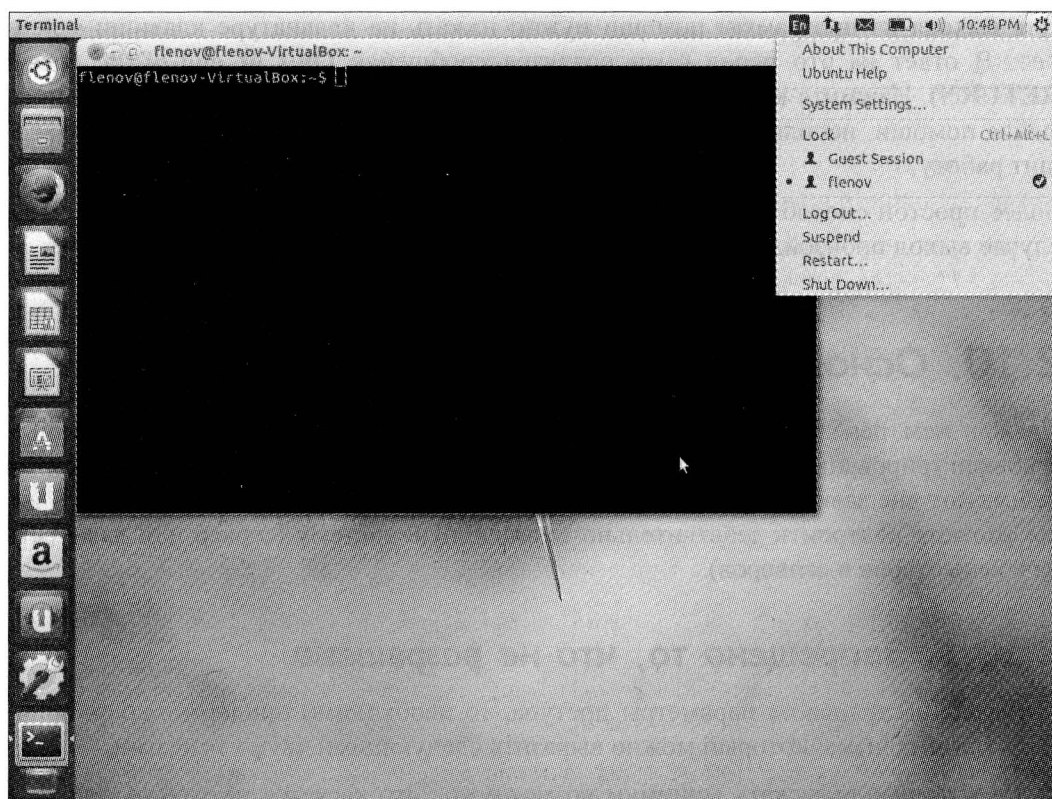 Terminal
En 10:48 PM
flenov@flenov-VirtualBox: ~
flenov@flenov-VirtualBox:~$
About This Computer
Ubuntu Help
System Settings...
Lock Ctrl+Alt+L
Guest Session
flenov
Log Out...
Suspend
Restart...
Shut Down...